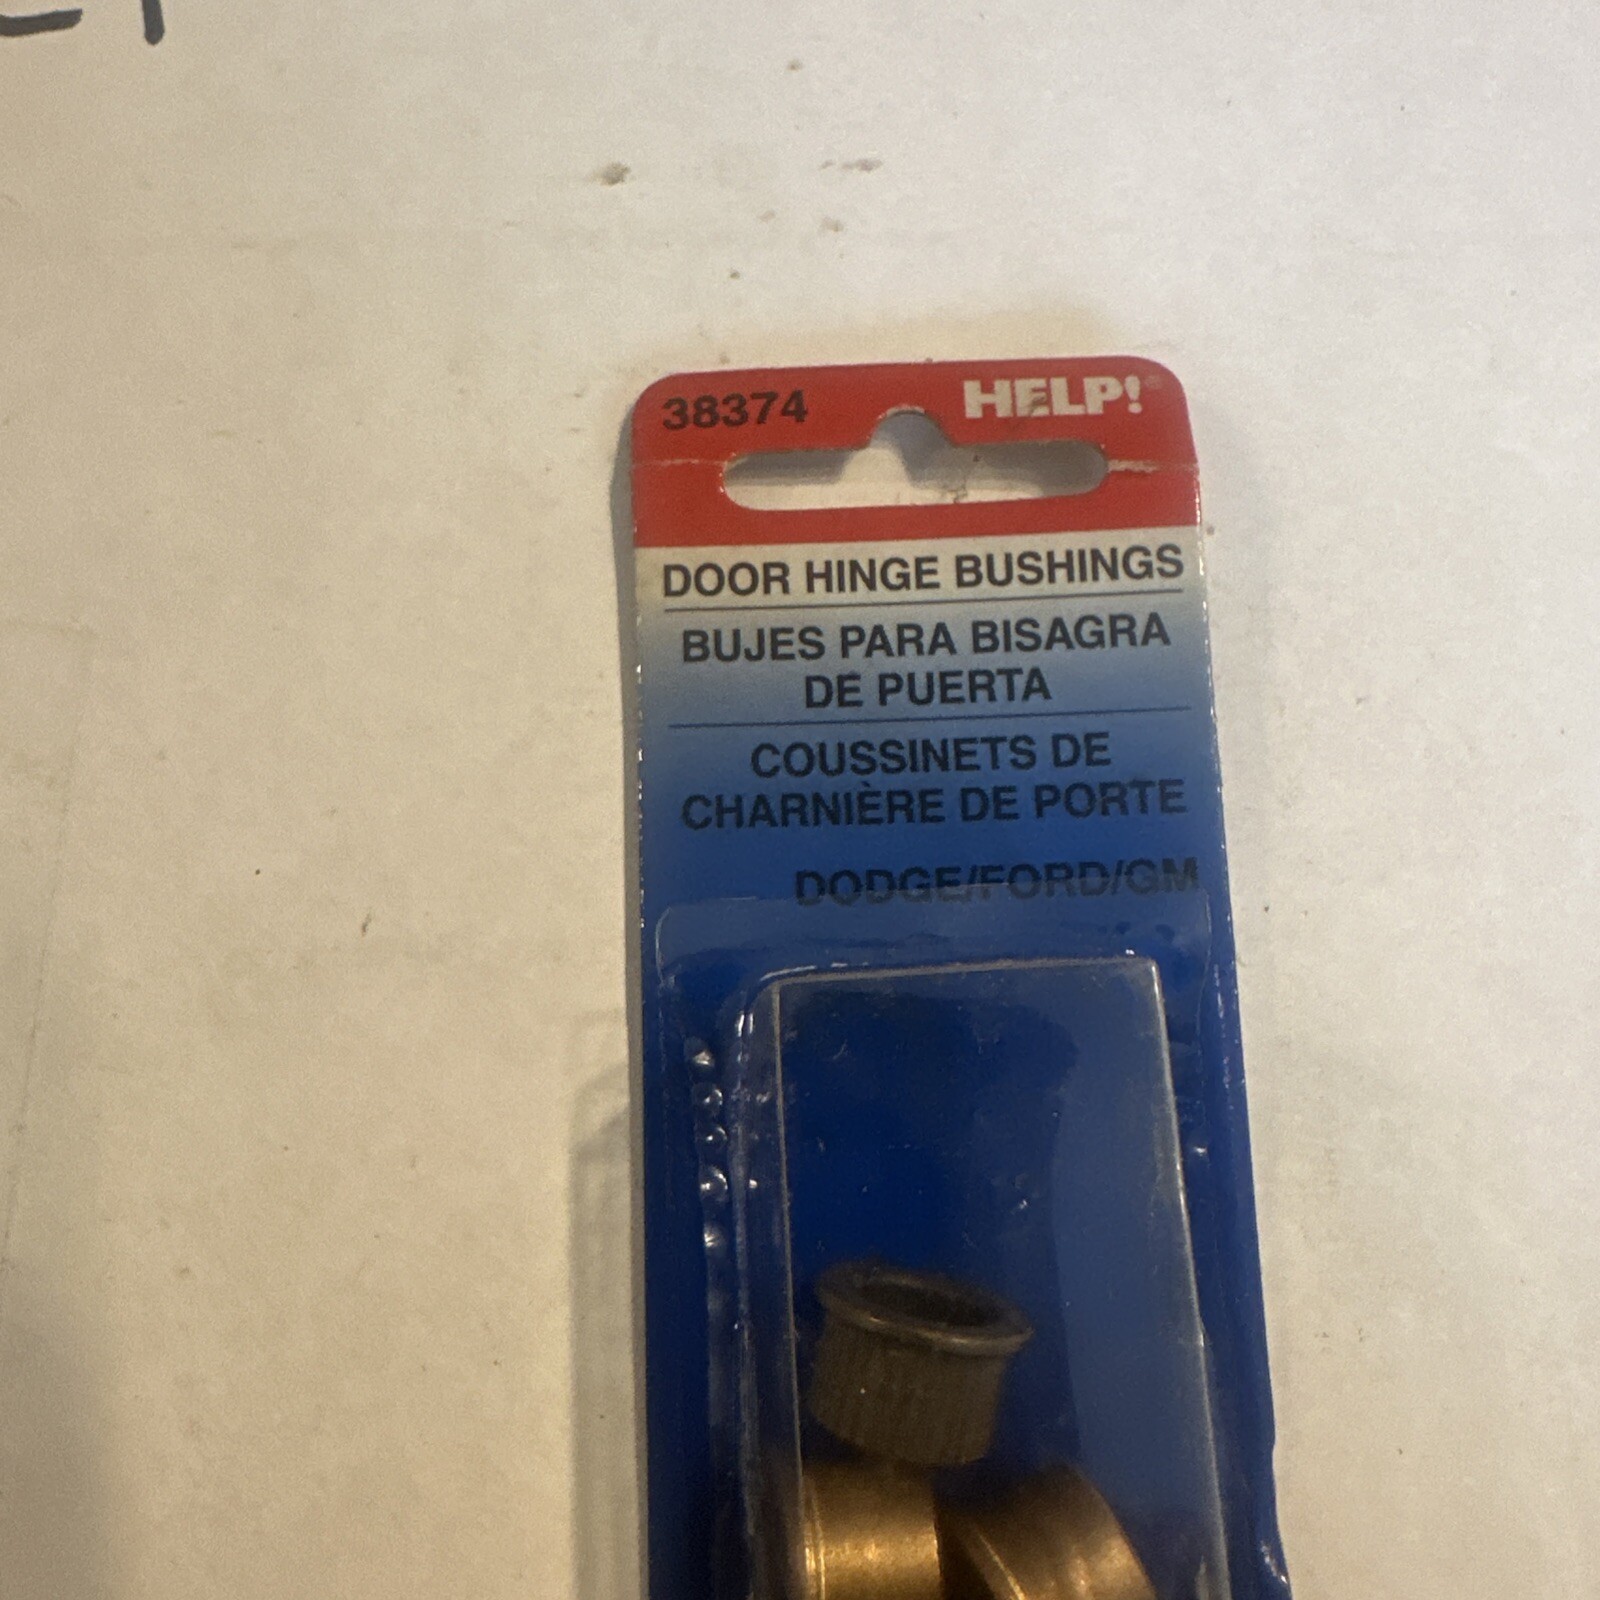 38374
HELP!®
DOOR HINGE BUSHINGS
BUJES PARA BISAGRA
DE PUERTA
COUSSINETS DE
CHARNIÈRE DE PORTE
DODGE/FORD/GM